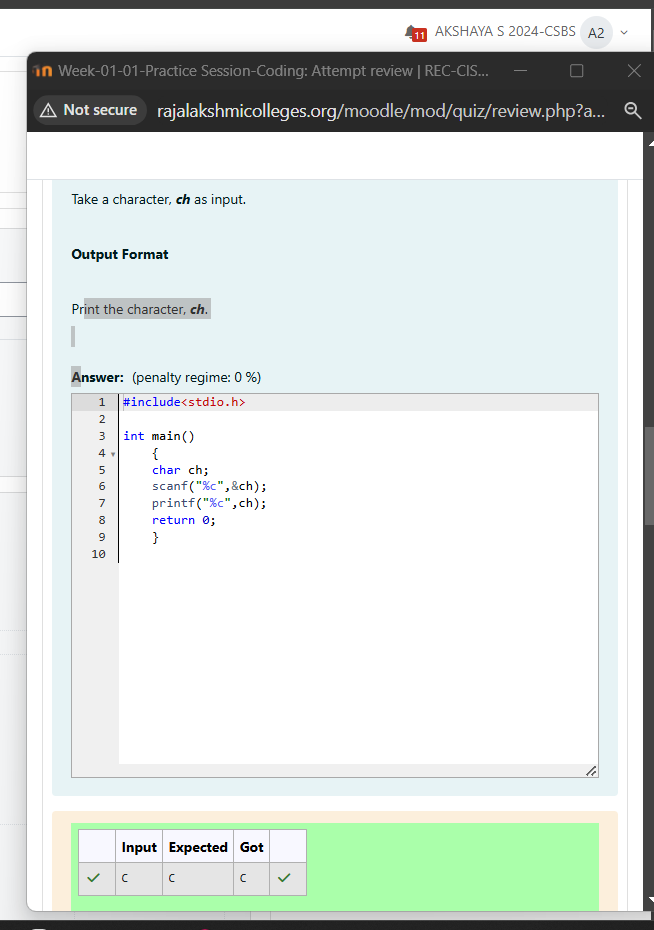 11 AKSHAYA S 2024-CSBS A2
Week-01-01-Practice Session-Coding: Attempt review | REC-CIS...
Not secure rajalakshmicolleges.org/moodle/mod/quiz/review.php?a...
Take a character, ch as input.
Output Format
Print the character, ch.
Answer: (penalty regime: 0 %)
1 #include<stdio.h>
2
3 int main()
4 {
5 char ch;
6 scanf("%c",&ch);
7 printf("%c",ch);
8 return 0;
9 }
10
Input Expected Got
C C C